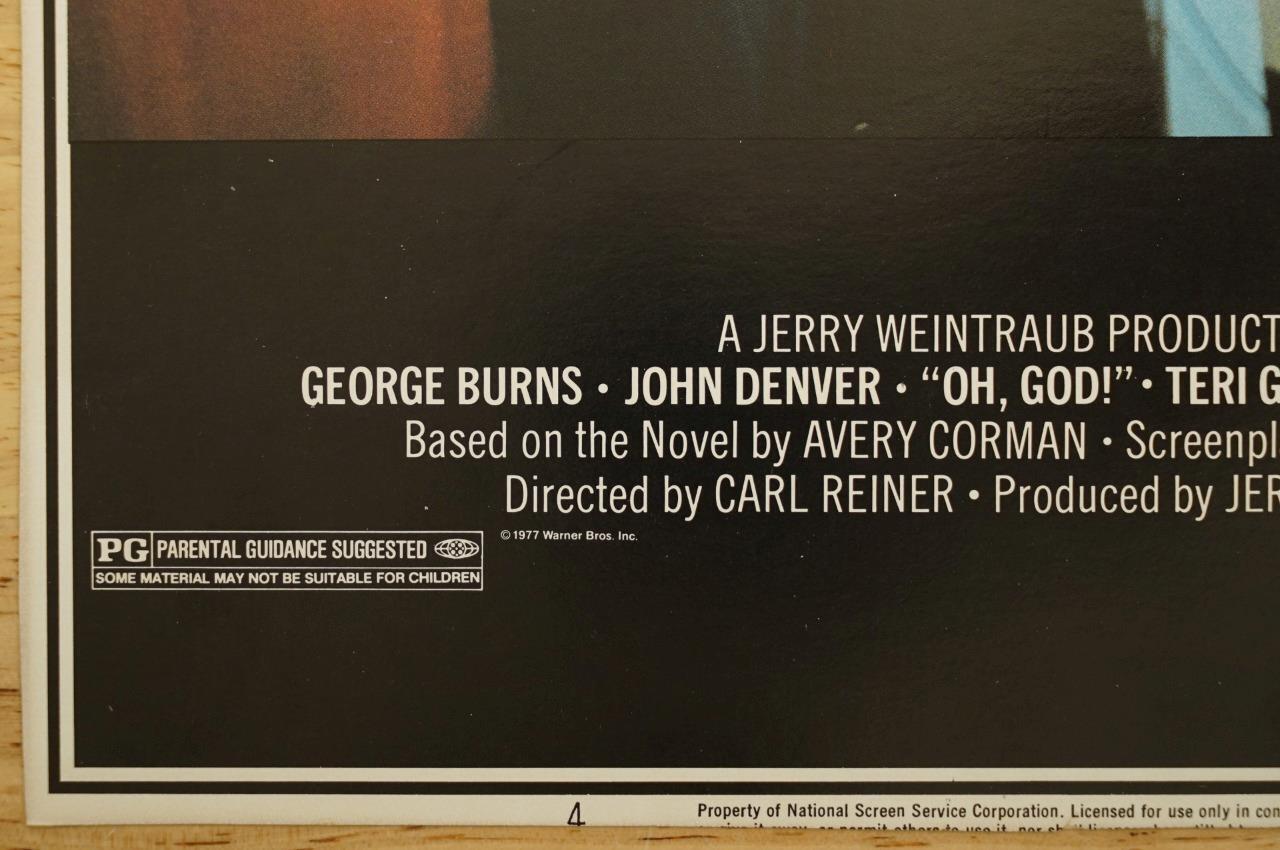 A JERRY WEINTRAUB PRODUCT
GEORGE BURNS • JOHN DENVER • “OH, GOD!” • TERI G
Based on the Novel by AVERY CORMAN • Screenpl
Directed by CARL REINER • Produced by JER
PG PARENTAL GUIDANCE SUGGESTED
SOME MATERIAL MAY NOT BE SUITABLE FOR CHILDREN
© 1977 Warner Bros. Inc.
4
Property of National Screen Service Corporation. Licensed for use only in con